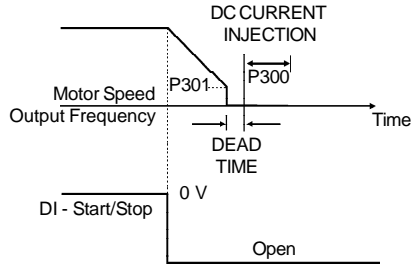 DC CURRENT
INJECTION
P301
P300
Motor Speed
Output Frequency
Time
DEAD
TIME
0 V
DI - Start/Stop
Open